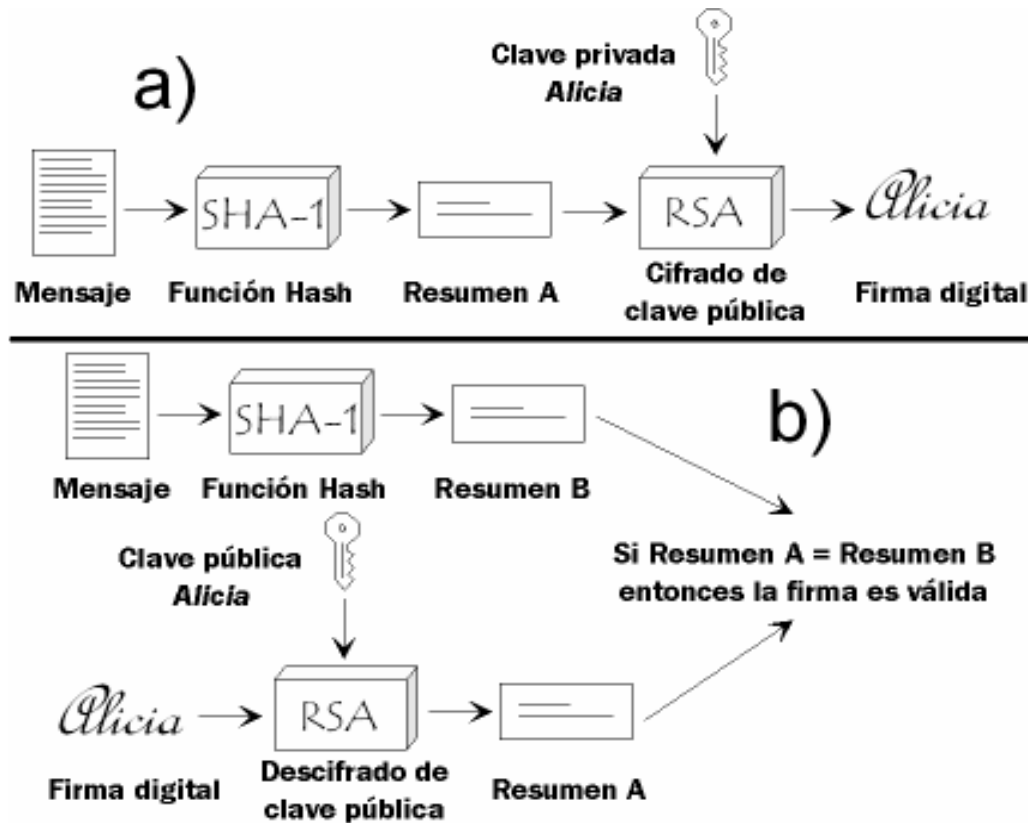 a)
Clave privada
Alicia
SHA-1
RSA
Alicia
Mensaje
Función Hash
Resumen A
Cifrado de
clave pública
Firma digital
b)
SHA-1
Mensaje
Función Hash
Resumen B
Clave pública
Alicia
Si Resumen A = Resumen B
entonces la firma es válida
Alicia
RSA
Firma digital
Descifrado de
clave pública
Resumen A